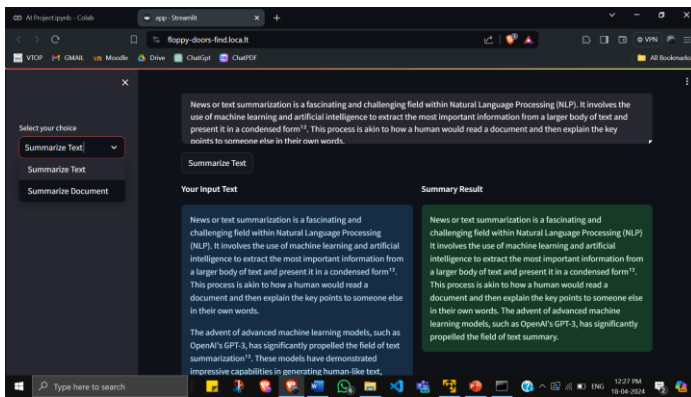 AI Project.ipynb - Colab
app · Streamlit
floppy-doors-find.loca.lt
VPN
VTOP
GMAIL
Moodle
Drive
ChatGpt
ChatPDF
All Bookmarks
Select your choice
Summarize Text
Summarize Text
Summarize Document
News or text summarization is a fascinating and challenging field within Natural Language Processing (NLP). It involves the
use of machine learning and artificial intelligence to extract the most important information from a larger body of text and
present it in a condensed form¹². This process is akin to how a human would read a document and then explain the key
points to someone else in their own words.
Summarize Text
Your Input Text
News or text summarization is a fascinating and
challenging field within Natural Language Processing
(NLP). It involves the use of machine learning and artificial
intelligence to extract the most important information from
a larger body of text and present it in a condensed form¹².
This process is akin to how a human would read a
document and then explain the key points to someone else
in their own words.
The advent of advanced machine learning models, such as
OpenAI's GPT-3, has significantly propelled the field of text
summarization¹². These models have demonstrated
impressive capabilities in generating human-like text,
Summary Result
News or text summarization is a fascinating and
challenging field within Natural Language Processing (NLP)
It involves the use of machine learning and artificial
intelligence to extract the most important information from
a larger body of text and present it in a condensed form¹².
This process is akin to how a human would read a
document and then explain the key points to someone else
in their own words. The advent of advanced machine
learning models, such as OpenAI's GPT-3, has significantly
propelled the field of text summary.
Type here to search
ENG
12:27 PM
18-04-2024